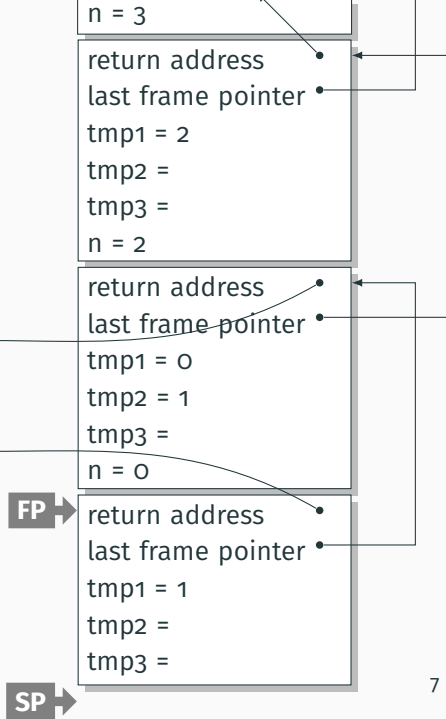 n = 3
return address
last frame pointer
tmp1 = 2
tmp2 =
tmp3 =
n = 2
return address
last frame pointer
tmp1 = 0
tmp2 = 1
tmp3 =
n = 0
FP
return address
last frame pointer
tmp1 = 1
tmp2 =
tmp3 =
7
SP